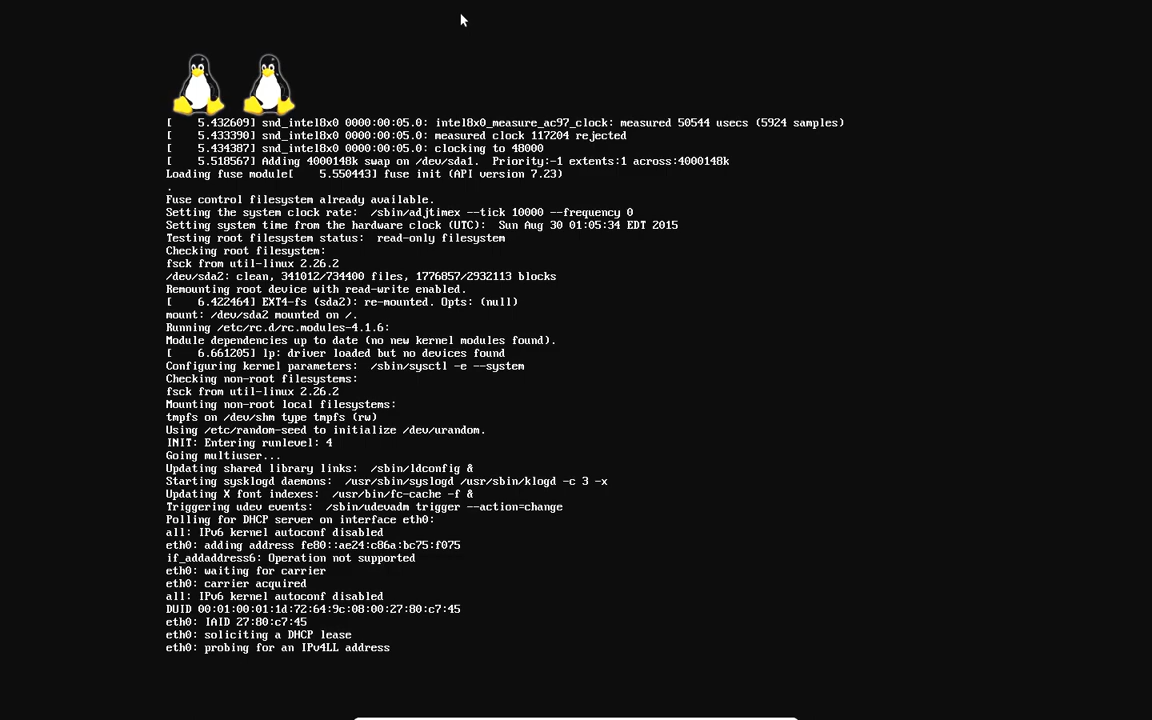 [    5.432609] snd_intel8x0 0000:00:05.0: intel8x0_measure_ac97_clock: measured 50544 usecs (5924 samples)
[    5.433390] snd_intel8x0 0000:00:05.0: measured clock 117204 rejected
[    5.434387] snd_intel8x0 0000:00:05.0: clocking to 48000
[    5.518567] Adding 4000148k swap on /dev/sda1.  Priority:-1 extents:1 across:4000148k
Loading fuse module[    5.550443] fuse init (API version 7.23)
.
Fuse control filesystem already available.
Setting the system clock rate:  /sbin/adjtimex --tick 10000 --frequency 0
Setting system time from the hardware clock (UTC):  Sun Aug 30 01:05:34 EDT 2015
Testing root filesystem status:  read-only filesystem
Checking root filesystem:
fsck from util-linux 2.26.2
/dev/sda2: clean, 341012/734400 files, 1776857/2932113 blocks
Remounting root device with read-write enabled.
[    6.422464] EXT4-fs (sda2): re-mounted. Opts: (null)
mount: /dev/sda2 mounted on /.
Running /etc/rc.d/rc.modules-4.1.6:
Module dependencies up to date (no new kernel modules found).
[    6.661205] lp: driver loaded but no devices found
Configuring kernel parameters:  /sbin/sysctl -e --system
Checking non-root filesystems:
fsck from util-linux 2.26.2
Mounting non-root local filesystems:
tmpfs on /dev/shm type tmpfs (rw)
Using /etc/random-seed to initialize /dev/urandom.
INIT: Entering runlevel: 4
Going multiuser...
Updating shared library links:  /sbin/ldconfig &
Starting sysklogd daemons:  /usr/sbin/syslogd /usr/sbin/klogd -c 3 -x
Updating X font indexes:  /usr/bin/fc-cache -f &
Triggering udev events:  /sbin/udevadm trigger --action=change
Polling for DHCP server on interface eth0:
all: IPv6 kernel autoconf disabled
eth0: adding address fe80::ae24:c86a:bc75:f075
if_addaddress6: Operation not supported
eth0: waiting for carrier
eth0: carrier acquired
all: IPv6 kernel autoconf disabled
DUID 00:01:00:01:1d:72:64:9c:08:00:27:80:c7:45
eth0: IAID 27:80:c7:45
eth0: soliciting a DHCP lease
eth0: probing for an IPv4LL address